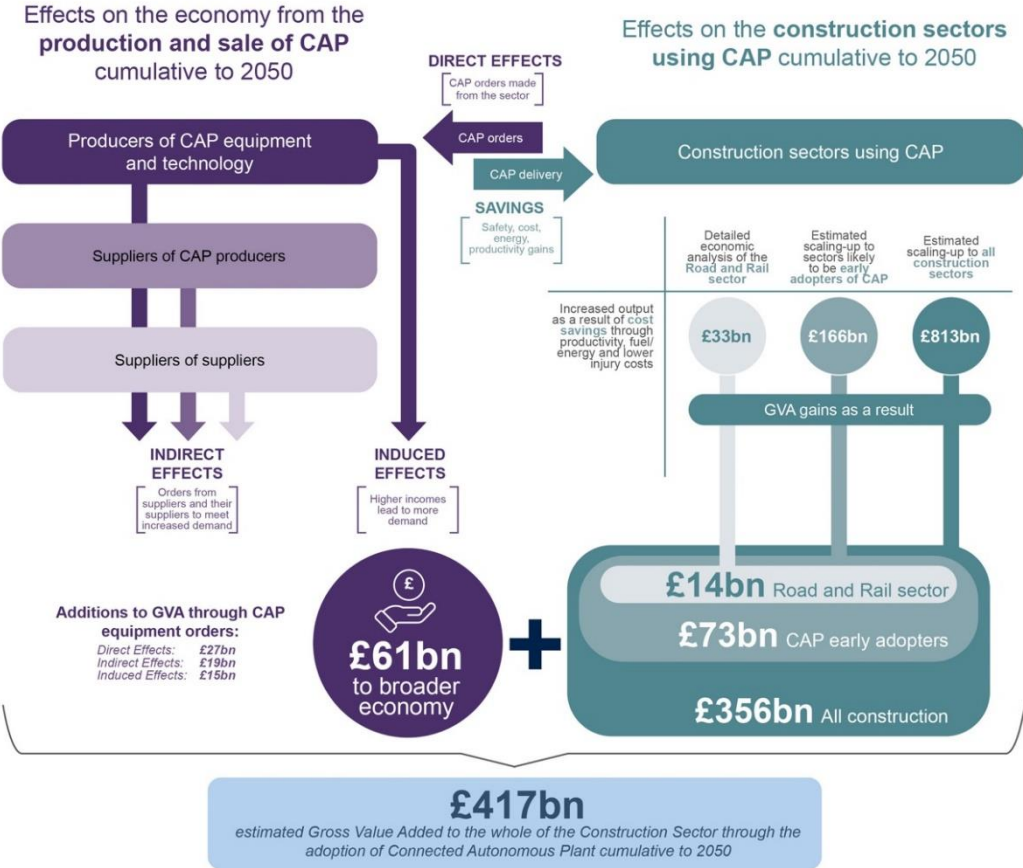 Effects on the economy from the
production and sale of CAP
cumulative to 2050
Effects on the construction sectors
using CAP cumulative to 2050
DIRECT EFFECTS
CAP orders made
from the sector
CAP orders
CAP delivery
SAVINGS
Safety, cost,
energy,
productivity gains
Producers of CAP equipment
and technology
Suppliers of CAP producers
Suppliers of suppliers
INDIRECT
EFFECTS
Orders from
suppliers and their
suppliers to meet
increased demand
INDUCED
EFFECTS
Higher incomes
lead to more
demand
Construction sectors using CAP
Detailed
economic
analysis of the
Road and Rail
sector
Estimated
scaling-up to
sectors likely
to be early
adopters of CAP
Estimated
scaling-up to all
construction
sectors
Increased output
as a result of cost
savings through
productivity, fuel/
energy and lower
injury costs
£33bn
£166bn
£813bn
GVA gains as a result
Additions to GVA through CAP
equipment orders:
Direct Effects: £27bn
Indirect Effects: £19bn
Induced Effects: £15bn
£
£61bn
to broader
economy
+
£14bn Road and Rail sector
£73bn CAP early adopters
£356bn All construction
£417bn
estimated Gross Value Added to the whole of the Construction Sector through the
adoption of Connected Autonomous Plant cumulative to 2050